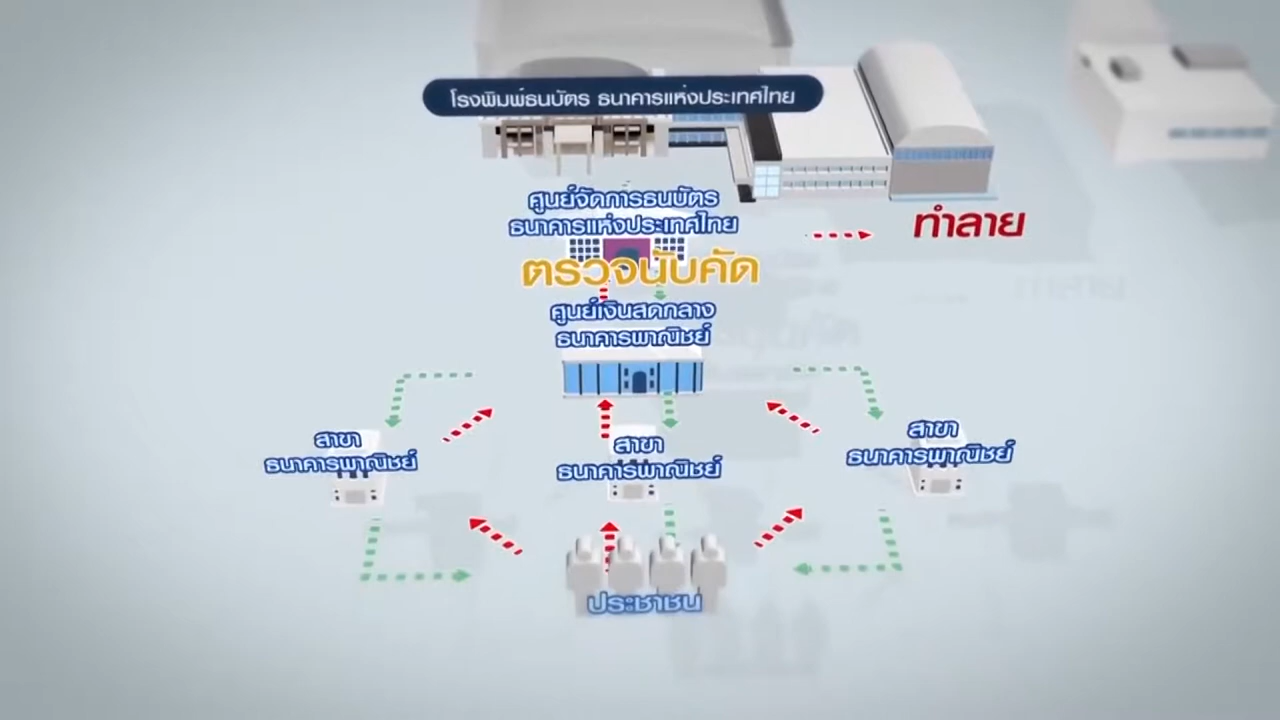 โรงพิมพ์ธนบัตร ธนาคารแห่งประเทศไทย
ศูนย์จัดการธนบัตร
ธนาคารแห่งประเทศไทย
ทำลาย
ตรวจนับคัด
ศูนย์เงินสดกลาง
ธนาคารพาณิชย์
สาขา
ธนาคารพาณิชย์
สาขา
ธนาคารพาณิชย์
สาขา
ธนาคารพาณิชย์
ประชาชน